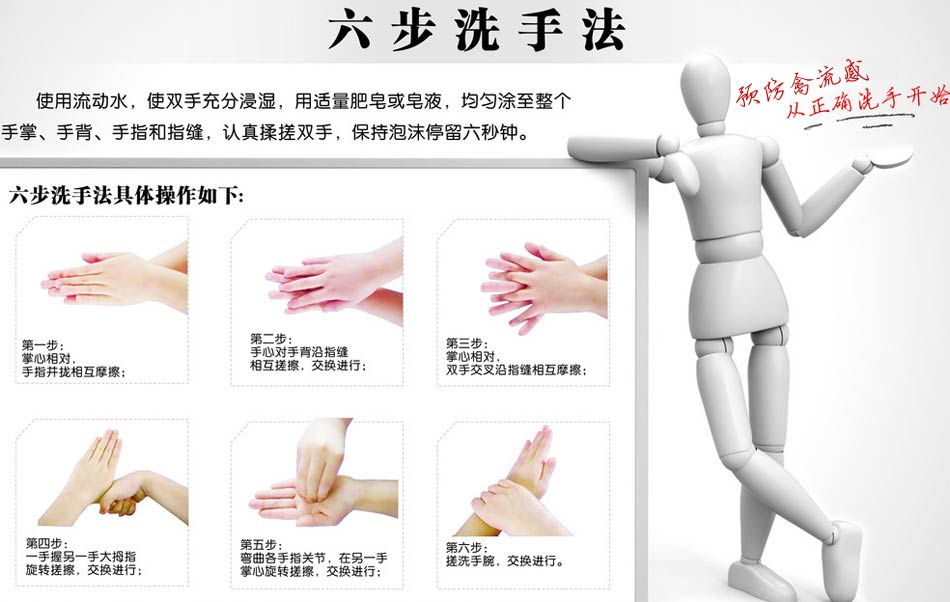 六步洗手法
使用流动水，使双手充分浸湿，用适量肥皂或皂液，均匀涂至整个
手掌、手背、手指和指缝，认真揉搓双手，保持泡沫停留六秒钟。
预防禽流感
从正确洗手开始
六步洗手法具体操作如下:
第一步：
掌心相对，
手指并拢相互摩擦；
第二步：
手心对手背沿指缝
相互搓擦，交换进行；
第三步：
掌心相对，
双手交叉沿指缝相互摩擦；
第四步：
一手握另一手大拇指
旋转搓擦，交换进行；
第五步：
弯曲各手指关节，在另一手
掌心旋转搓擦，交换进行；
第六步：
搓洗手腕，交换进行。